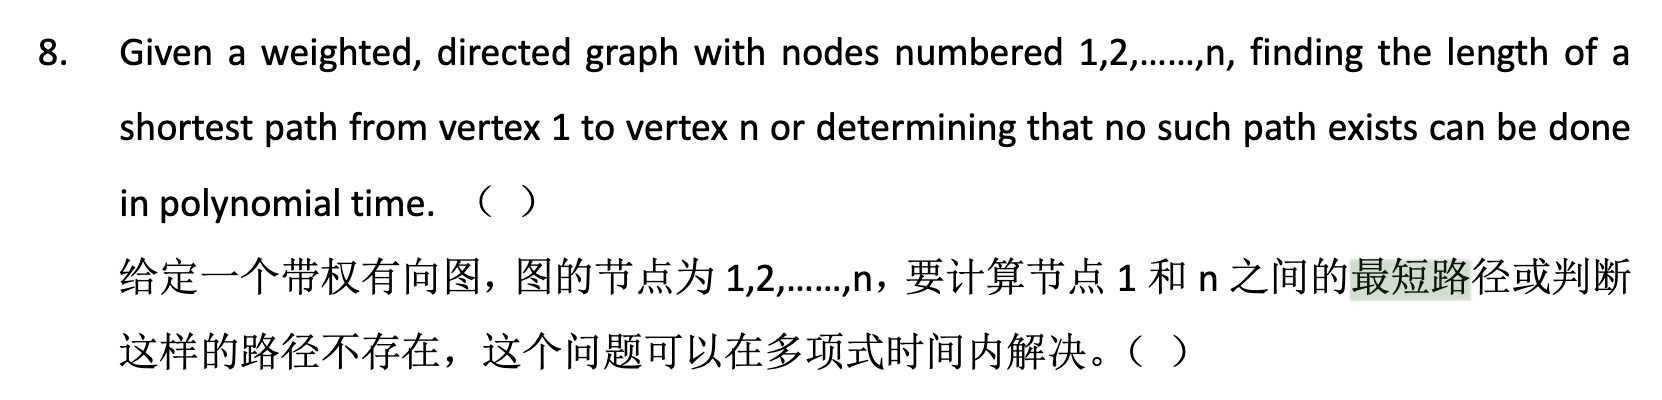 8. Given a weighted, directed graph with nodes numbered 1,2,......,n, finding the length of a
shortest path from vertex 1 to vertex n or determining that no such path exists can be done
in polynomial time. （ ）
给定一个带权有向图，图的节点为 1,2,......,n，要计算节点 1 和 n 之间的最短路径或判断
这样的路径不存在，这个问题可以在多项式时间内解决。（ ）